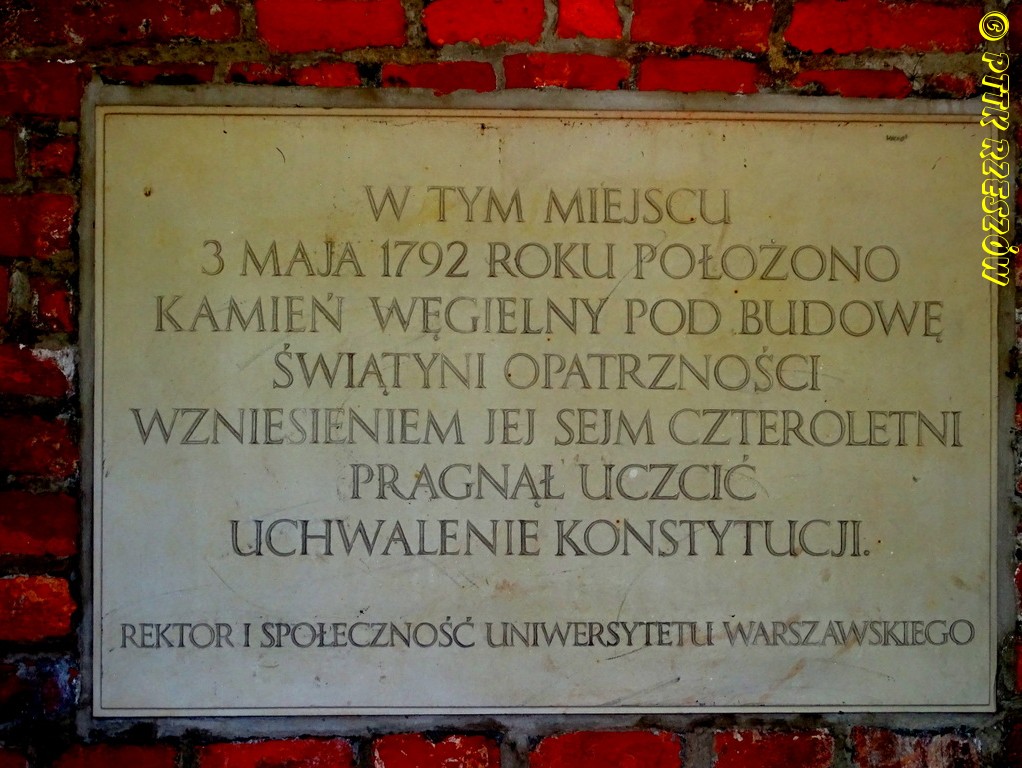 W TYM MIEJSCU
3 MAJA 1792 ROKU POŁOŻONO
KAMIEŃ WĘGIELNY POD BUDOWĘ
ŚWIĄTYNI OPATRZNOŚCI
WZNIESIENIEM JEJ SEJM CZTEROLETNI
PRAGNĄŁ UCZCIĆ
UCHWALENIE KONSTYTUCJI.
REKTOR I SPOŁECZNOŚĆ UNIWERSYTETU WARSZAWSKIEGO
© PTTK RZESZÓW